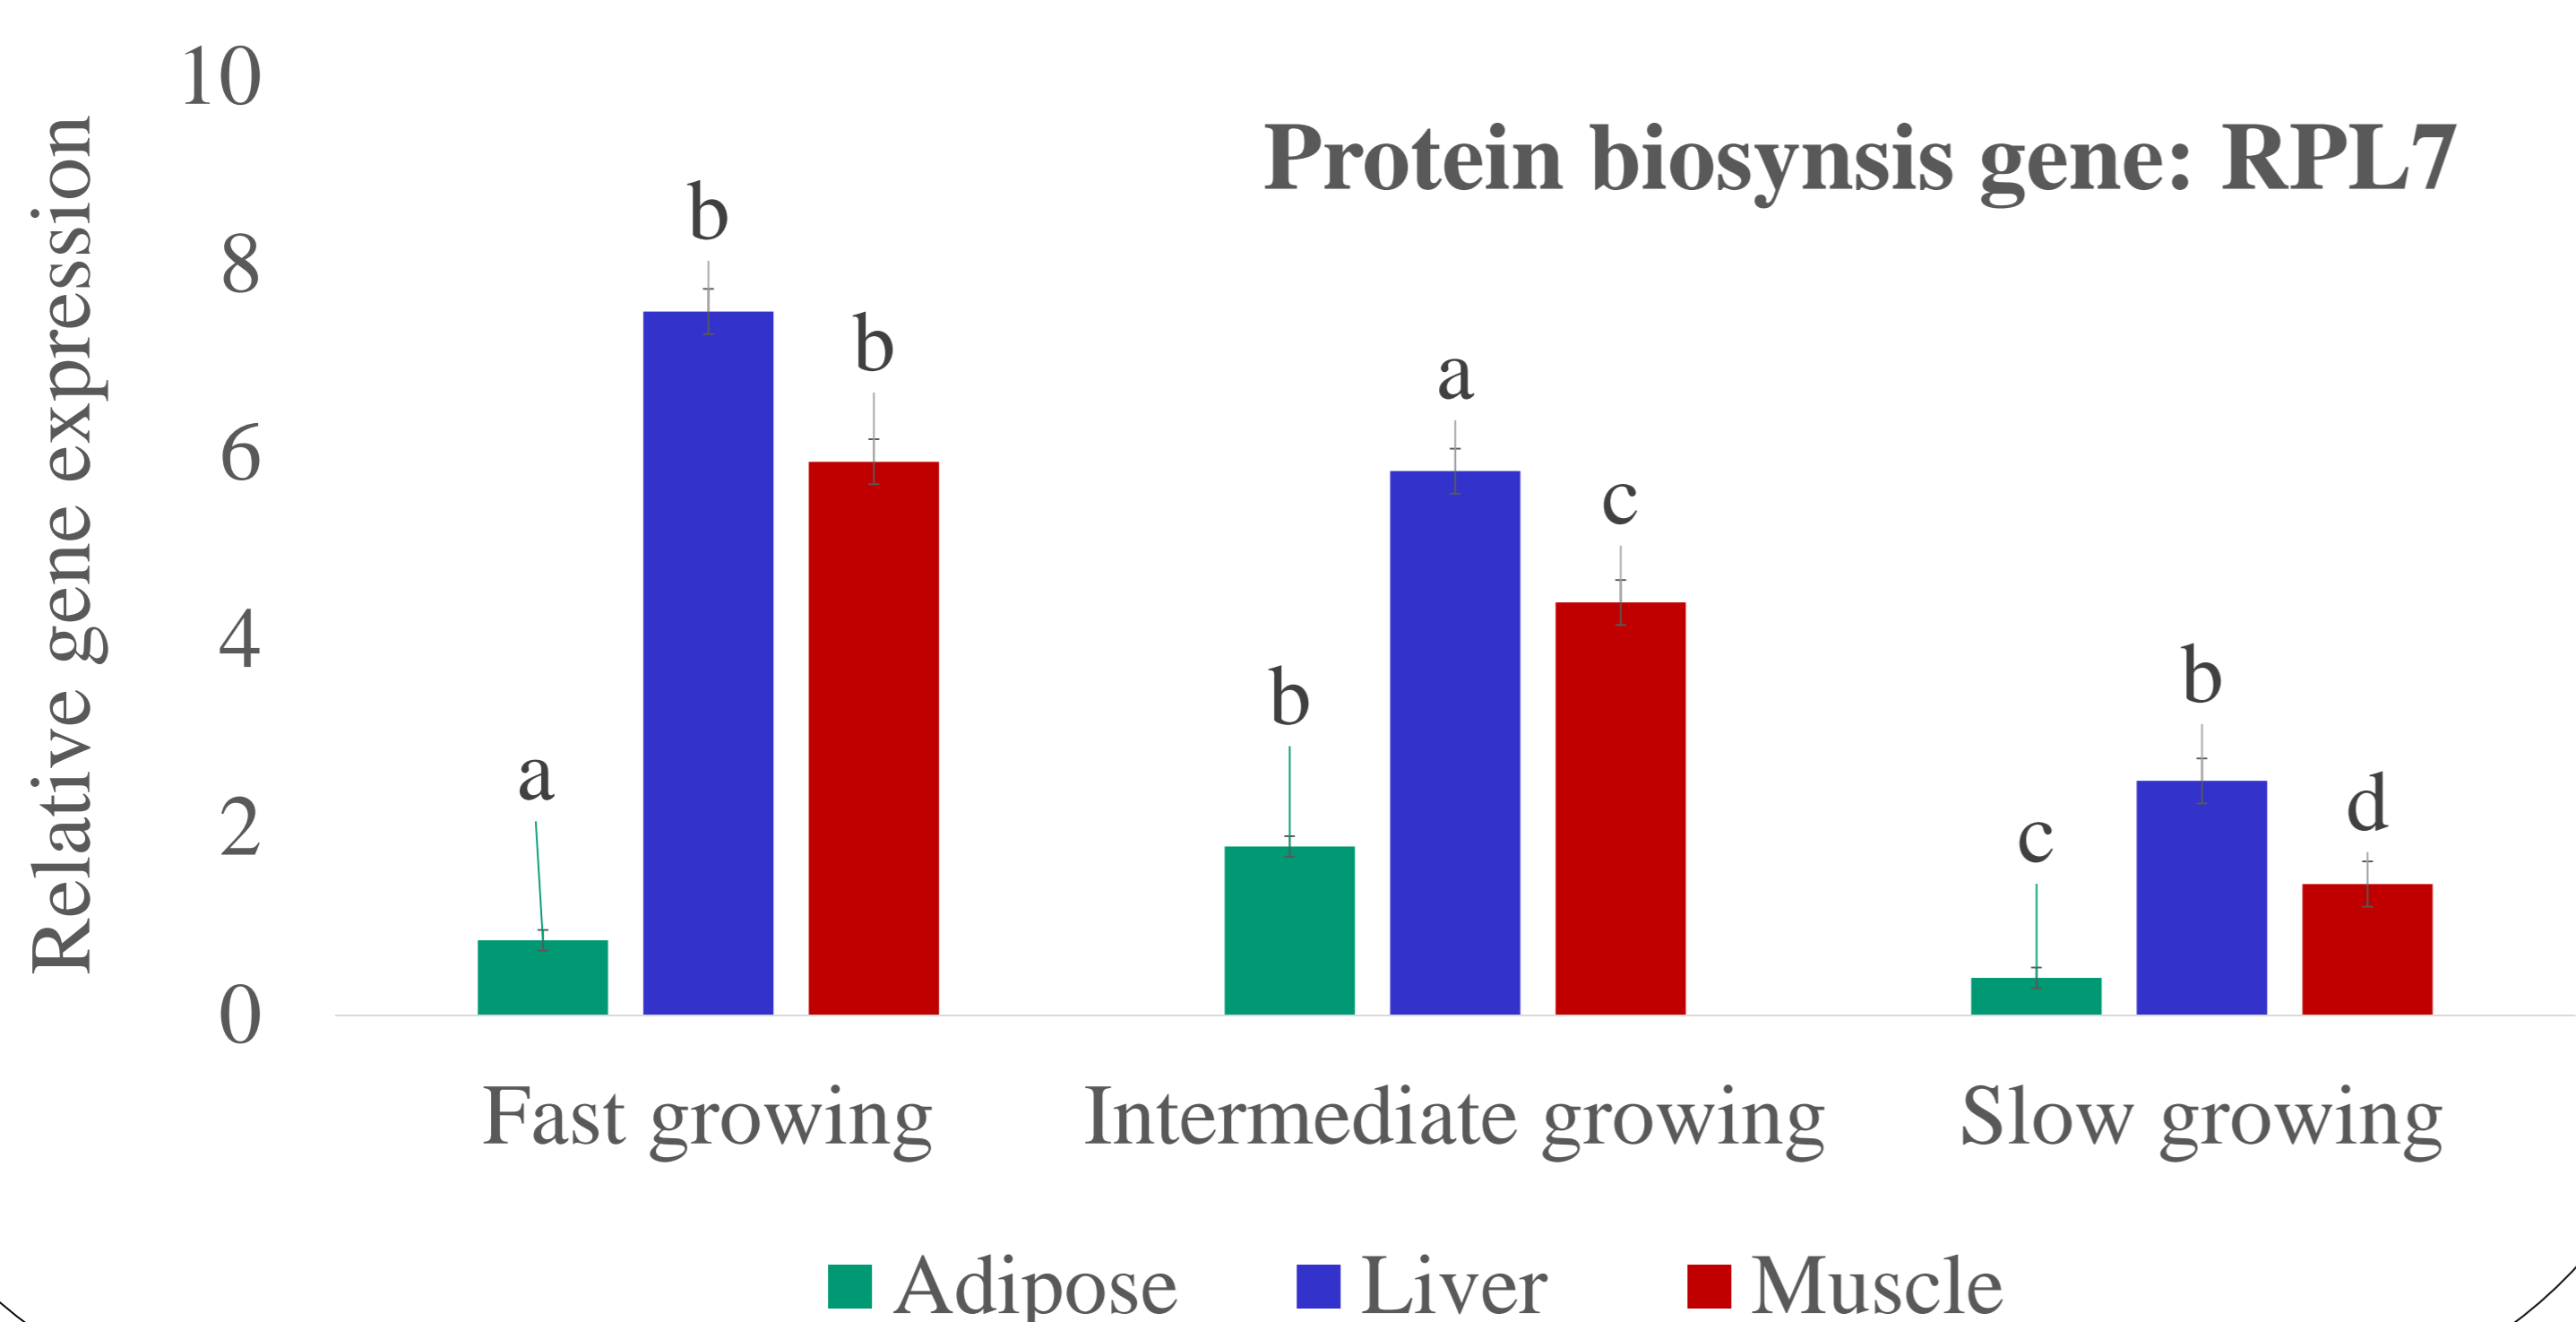 Protein biosynsis gene: RPL7
Relative gene expression
10
8
6
4
2
0
a
b
b
b
a
c
c
b
d
Fast growing
Intermediate growing
Slow growing
Adipose
Liver
Muscle